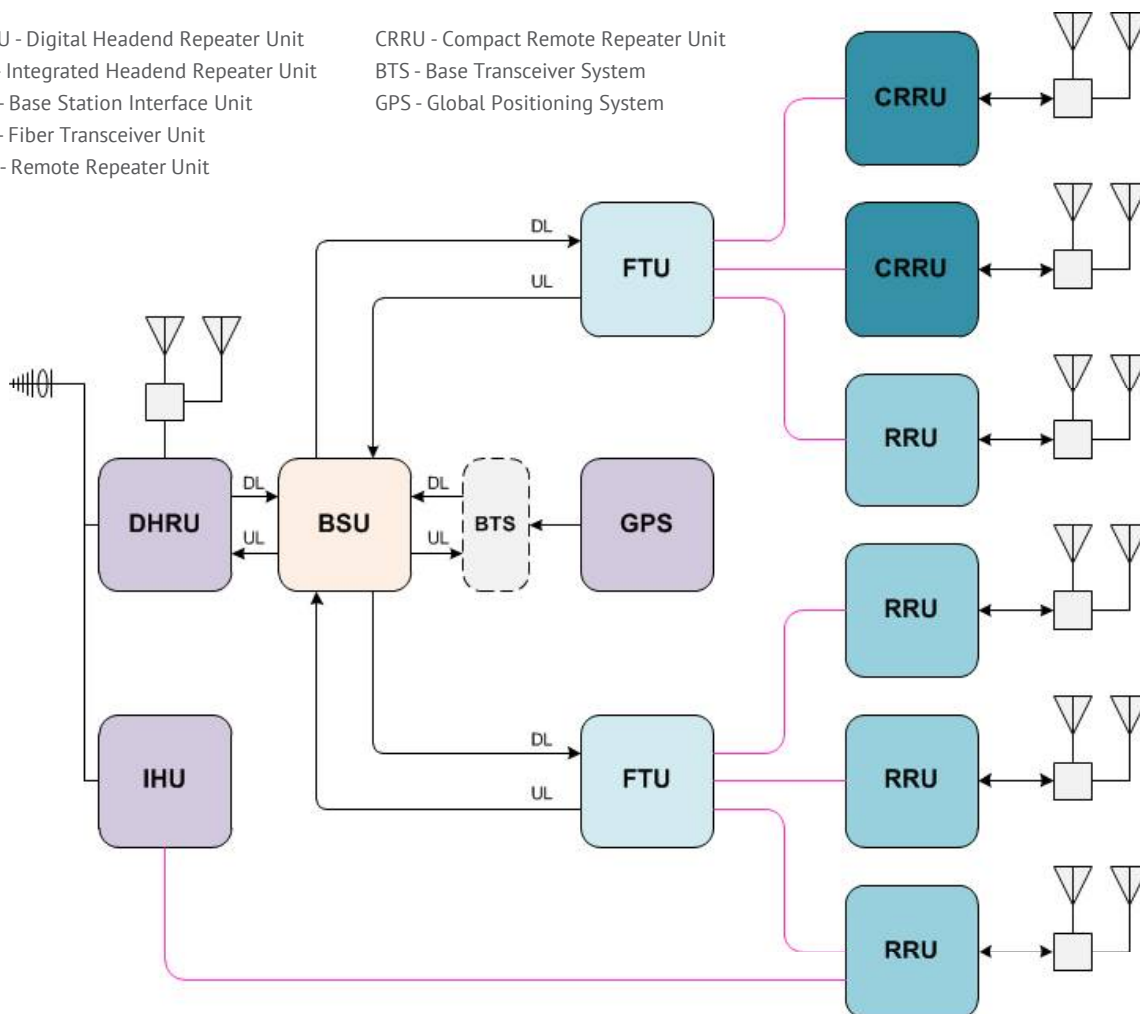 U - Digital Headend Repeater Unit
- Integrated Headend Repeater Unit
- Base Station Interface Unit
- Fiber Transceiver Unit
- Remote Repeater Unit
CRRU - Compact Remote Repeater Unit
BTS - Base Transceiver System
GPS - Global Positioning System
CRRU
DL
FTU
CRRU
UL
RRU
DHRU
DL
UL
BSU
DL
UL
BTS
GPS
RRU
IHU
DL
UL
FTU
RRU
RRU